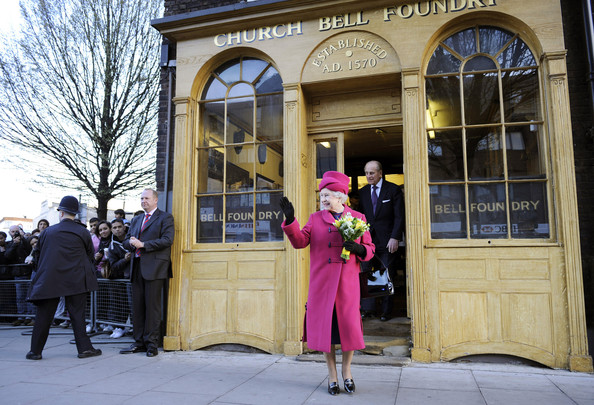 CHURCH BELL FOUNDRY
ESTABLISHED
A.D. 1570
BELL FOUNDRY
BELL FOUNDRY